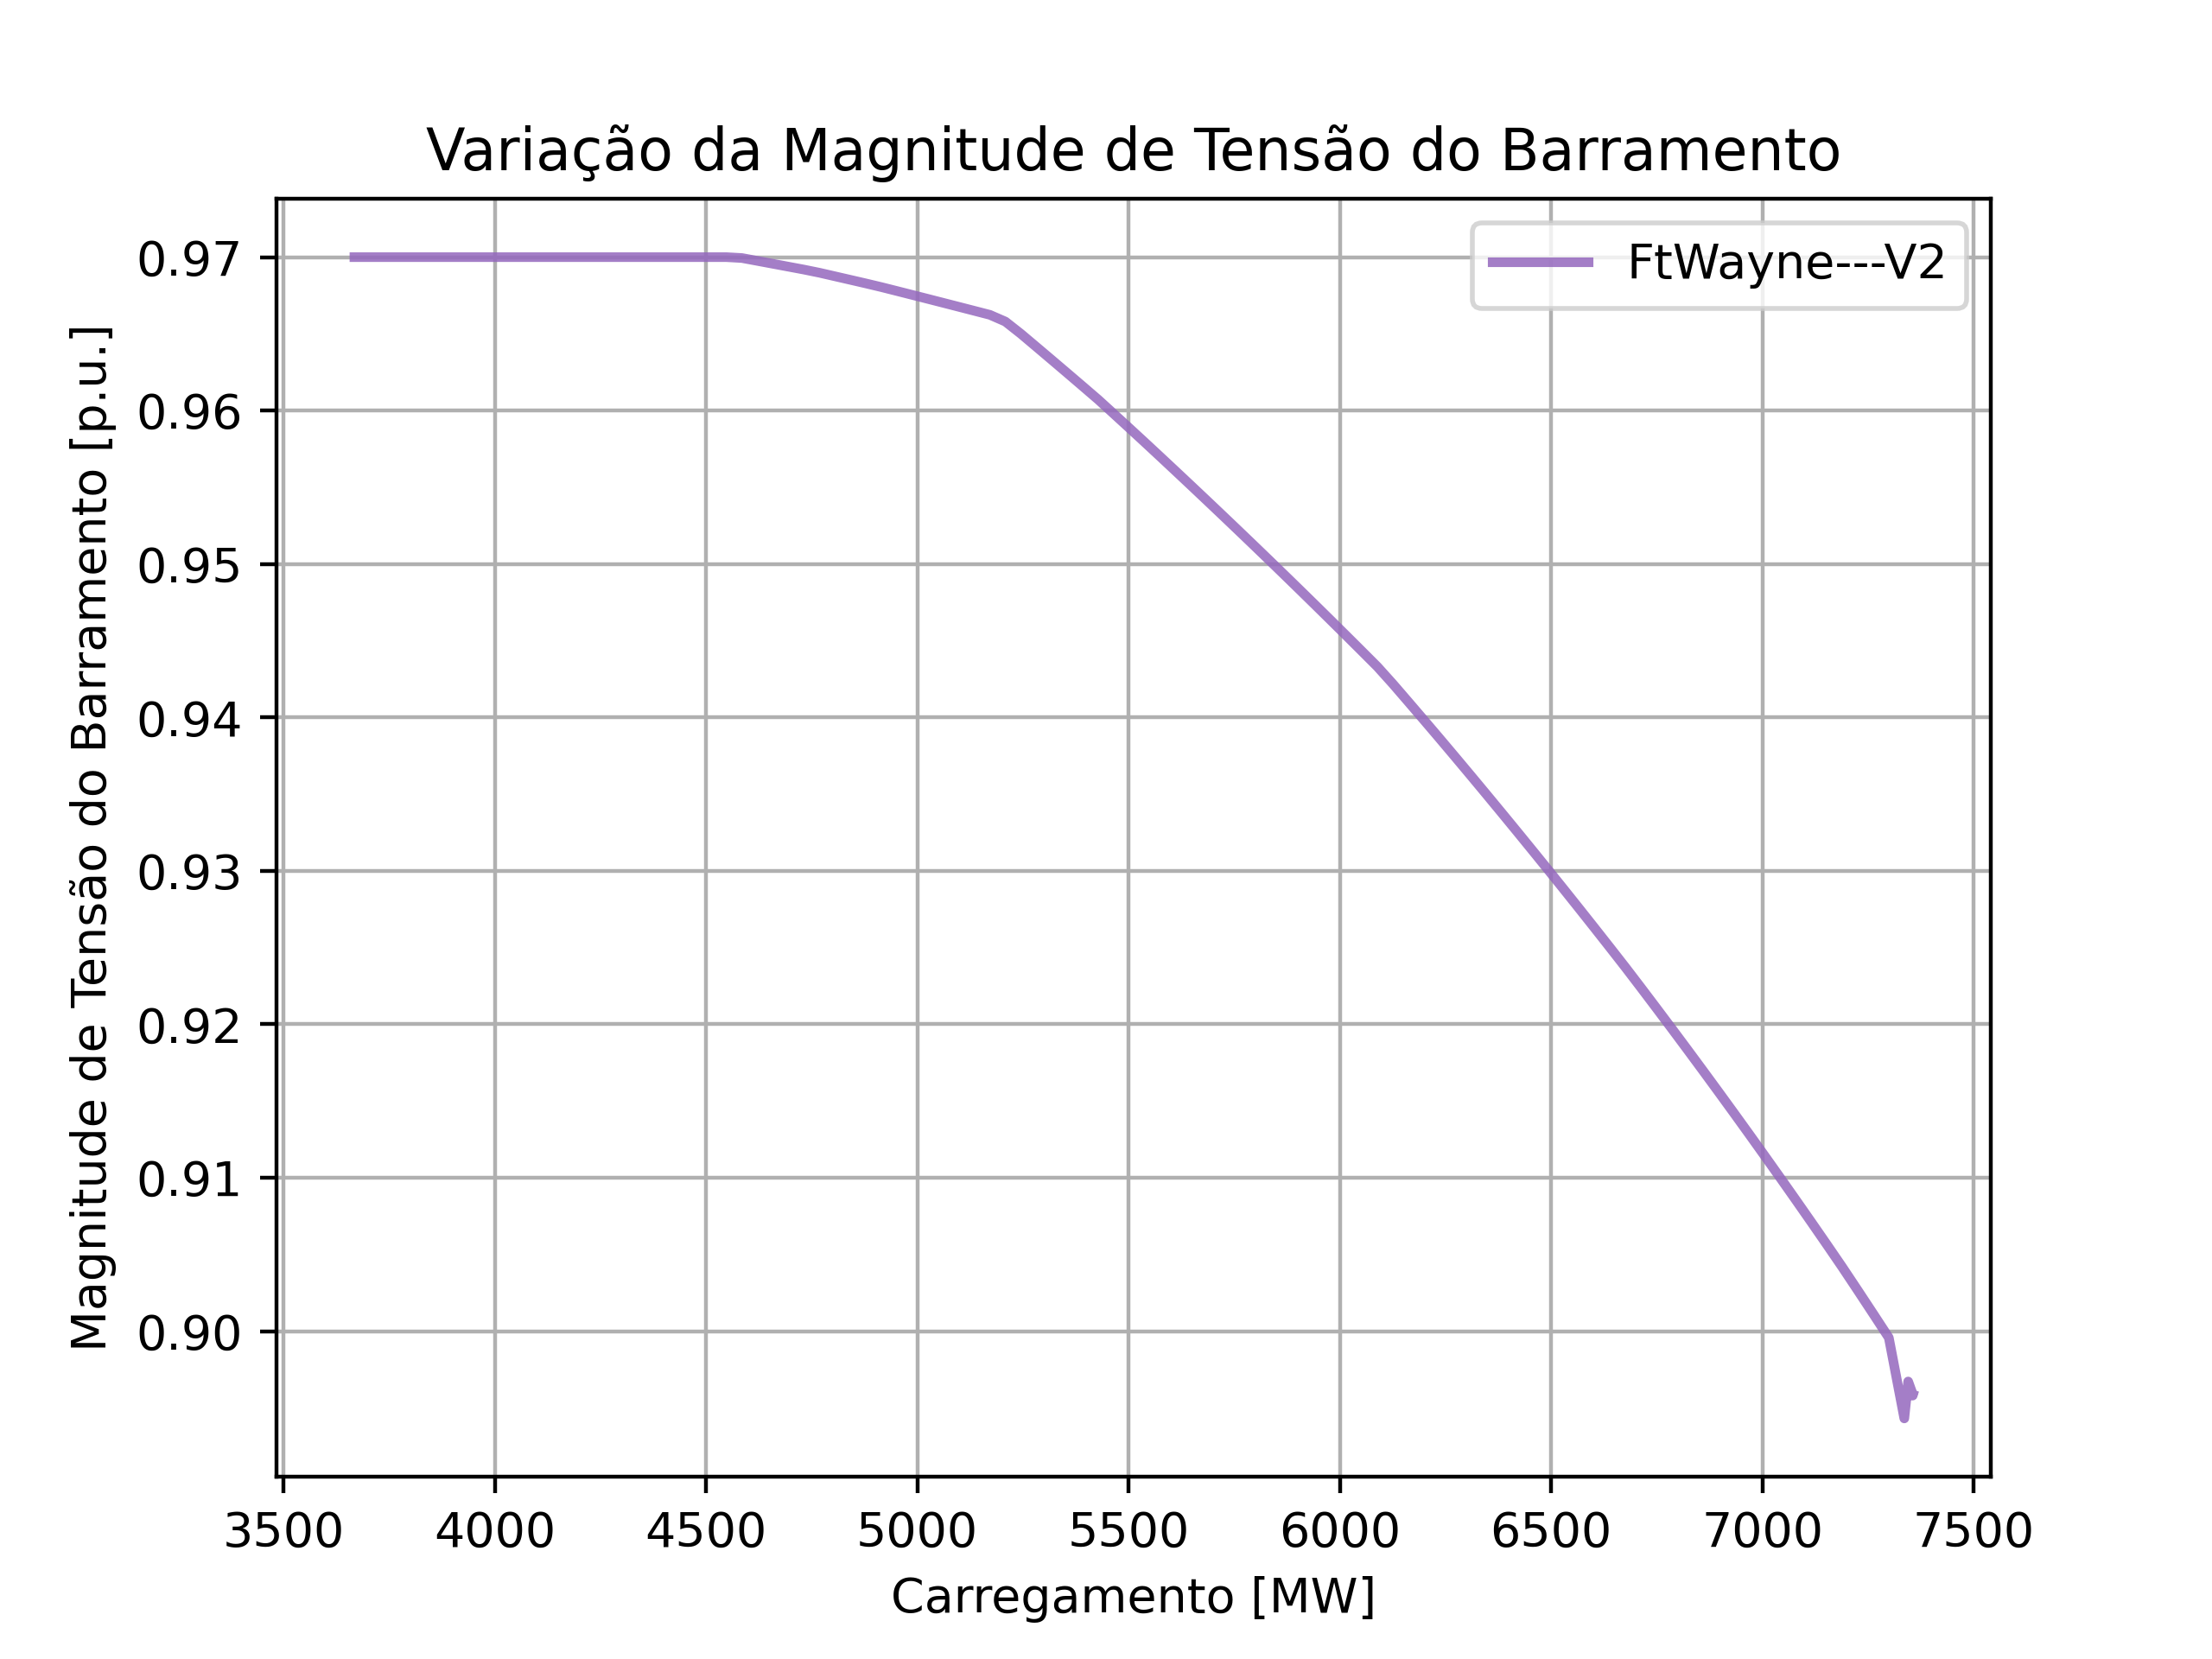 Variação da Magnitude de Tensão do Barramento
FtWayne---V2
Magnitude de Tensão do Barramento [p.u.]
0.97
0.96
0.95
0.94
0.93
0.92
0.91
0.90
3500 4000 4500 5000 5500 6000 6500 7000 7500
Carregamento [MW]